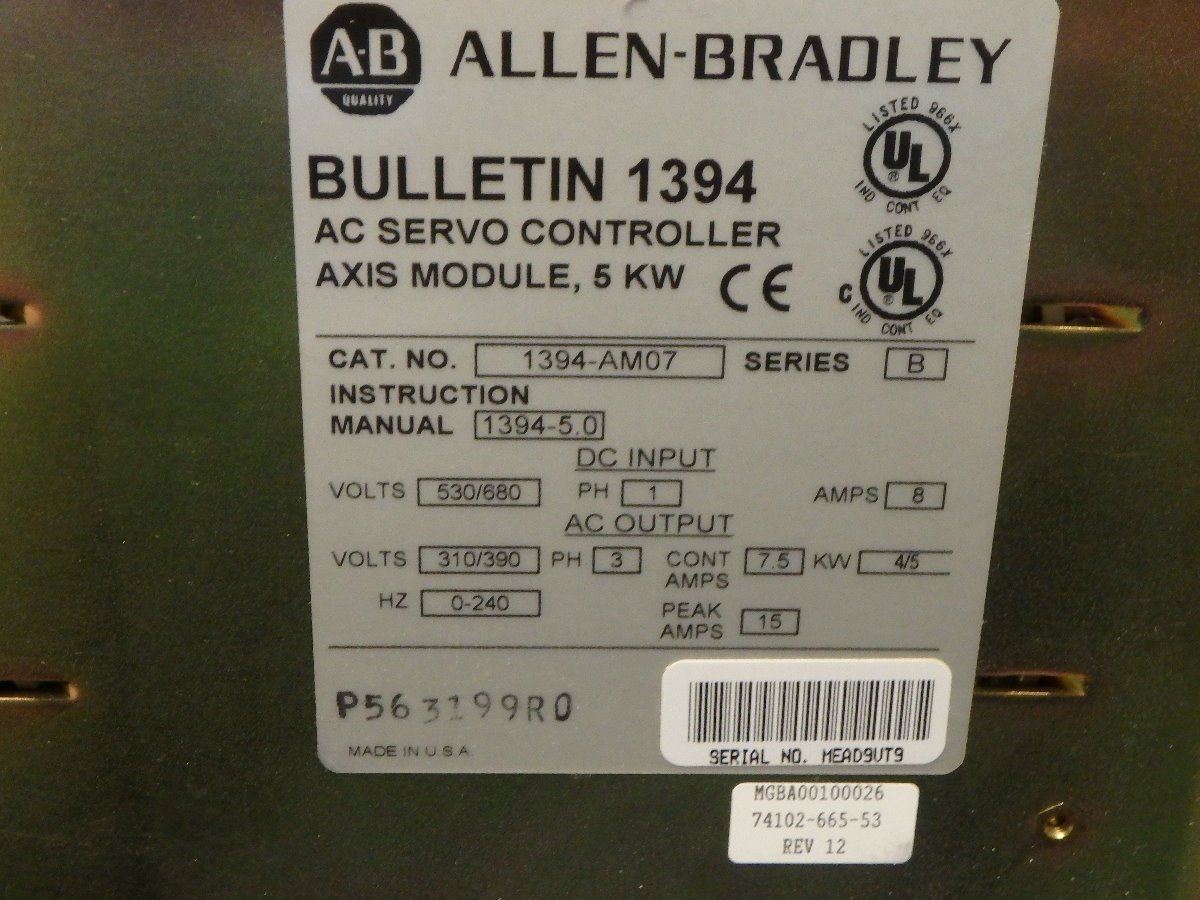 A-B ALLEN-BRADLEY
QUALITY
LISTED 966X
UL
®
IND CONT EQ
BULLETIN 1394
AC SERVO CONTROLLER
AXIS MODULE, 5 KW CE
LISTED 966X
C UL
®
IND CONT EQ
CAT. NO. 1394-AM07 SERIES B
INSTRUCTION
MANUAL 1394-5.0
DC INPUT
VOLTS 530/680 PH 1 AMPS 8
AC OUTPUT
VOLTS 310/390 PH 3 CONT AMPS 7.5 KW 4/5
HZ 0-240 PEAK AMPS 15
P563199R0
MADE IN U S A
SERIAL NO. MEAD9VT9
MGBA00100026
74102-665-53
REV 12